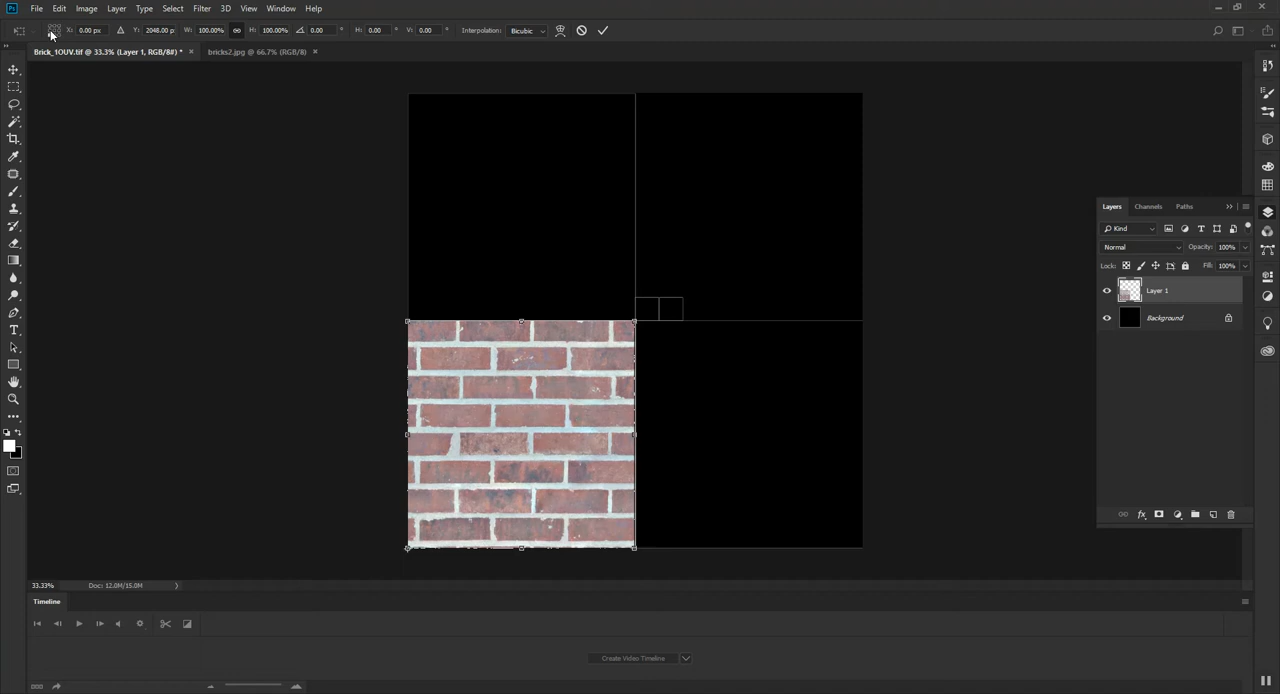 Ps File Edit Image Layer Type Select Filter 3D View Window Help
X: 0.00 px Y: 2048.00 p: W: 100.00% H: 100.00% 0.00 ° H: 0.00 ° V: 0.00 ° Interpolation: Bicubic
Brick_1OUV.tif @ 33.3% (Layer 1, RGB/8#) * × bricks2.jpg @ 66.7% (RGB/8) ×
Layers Channels Paths
Kind
Normal Opacity: 100%
Lock: Fill: 100%
Layer 1
Background
33.33% Doc: 12.0M/15.0M
Timeline
Create Video Timeline